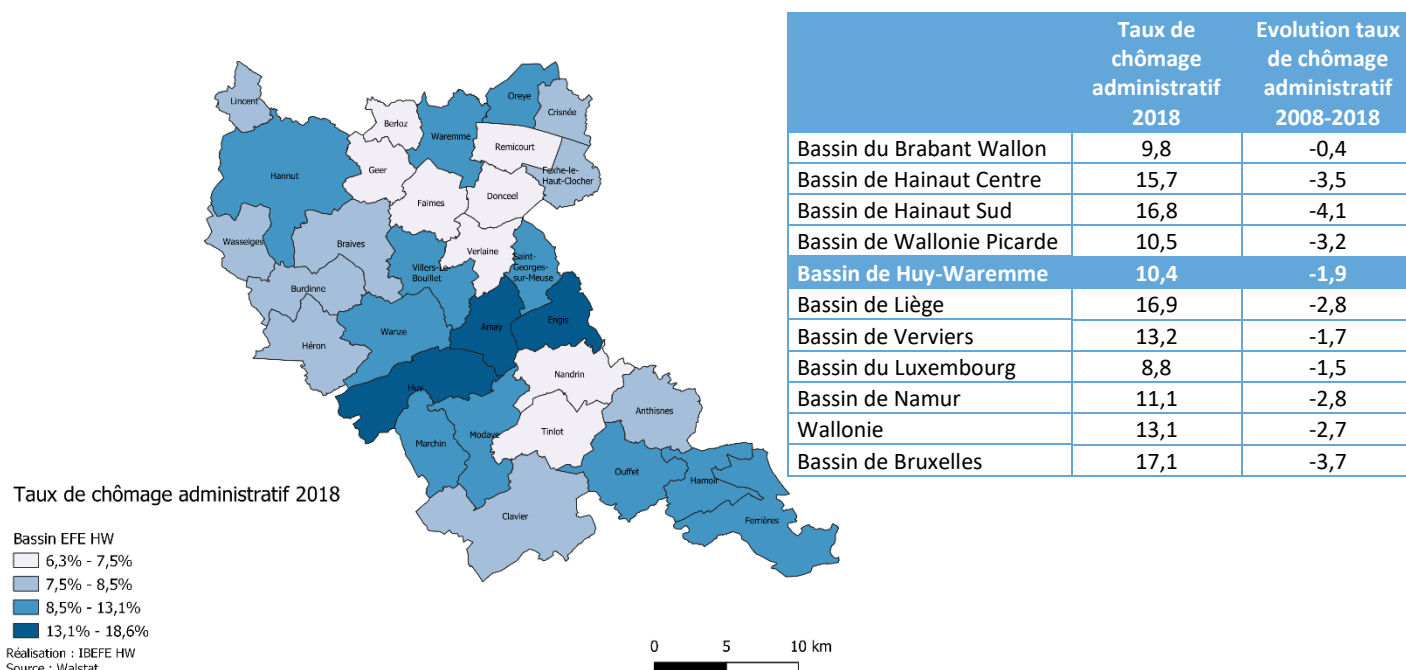 Lincent
Hannut
Wasseiges
Braives
Burdinne
Héron
Wanze
Berloz
Geer
Waremme
Oreye
Crisnée
Remicourt
Fexhe-le-
Haut-Clocher
Faimes
Donceel
Verlaine
Villers-Le-
Bouillet
Saint-
Georges-
sur-Meuse
Amay
Engis
Huy
Nandrin
Marchin
Modave
Tinlot
Anthisnes
Clavier
Ouffet
Hamoir
Ferrières
Taux de chômage administratif 2018
Bassin EFE HW
6,3% - 7,5%
7,5% - 8,5%
8,5% - 13,1%
13,1% - 18,6%
Réalisation : IBEFE HW
Source : Walstat
0 5 10 km
Taux de chômage administratif 2018
Evolution taux de chômage administratif 2008-2018
Bassin du Brabant Wallon 9,8 -0,4
Bassin de Hainaut Centre 15,7 -3,5
Bassin de Hainaut Sud 16,8 -4,1
Bassin de Wallonie Picarde 10,5 -3,2
Bassin de Huy-Waremme 10,4 -1,9
Bassin de Liège 16,9 -2,8
Bassin de Verviers 13,2 -1,7
Bassin du Luxembourg 8,8 -1,5
Bassin de Namur 11,1 -2,8
Wallonie 13,1 -2,7
Bassin de Bruxelles 17,1 -3,7